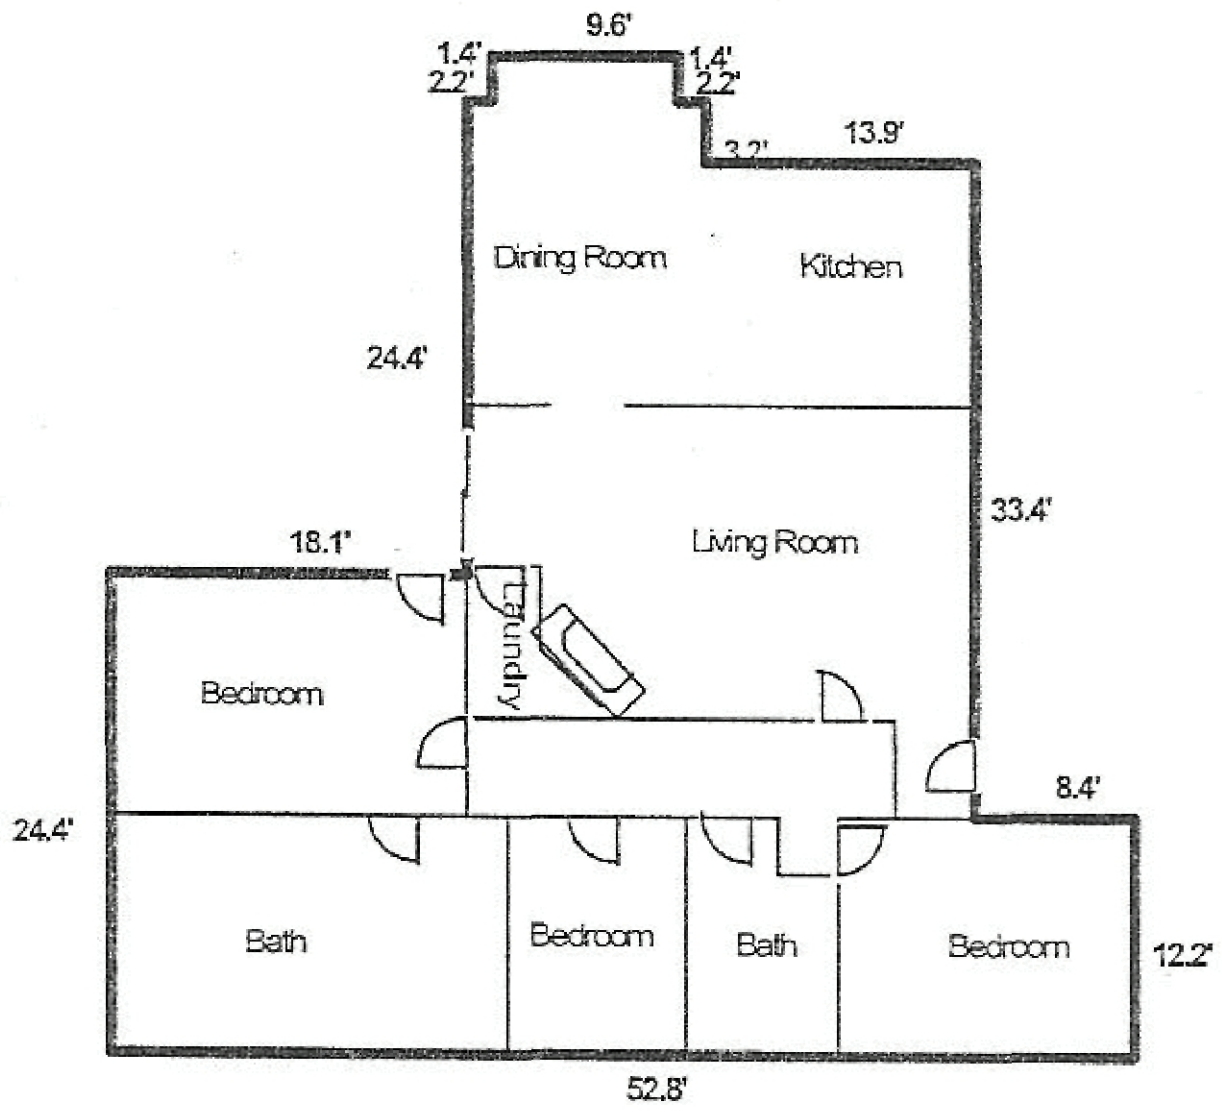 9.6'
1.4'
1.4'
2.2'
2.2'
13.9'
3.2'
Dining Room
Kitchen
24.4'
33.4'
18.1'
Living Room
Laundry
Bedroom
8.4'
24.4'
Bath
Bedroom
Bath
Bedroom
12.2'
52.8'